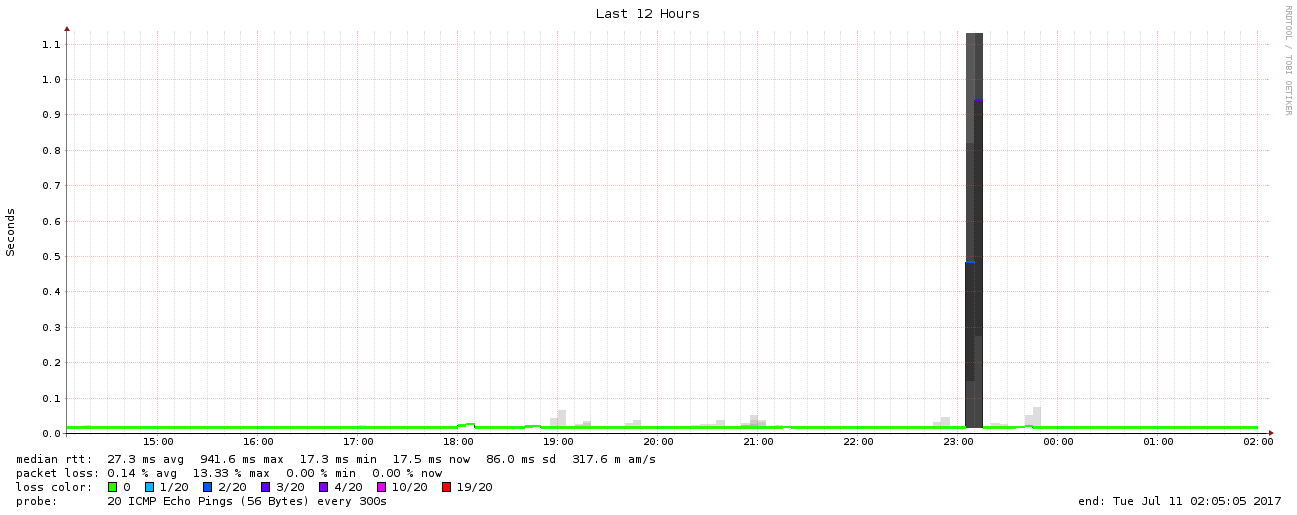 Last 12 Hours
RRDTOOL / TOBI OETIKER
Seconds
1.1
1.0
0.9
0.8
0.7
0.6
0.5
0.4
0.3
0.2
0.1
0.0
15:00 16:00 17:00 18:00 19:00 20:00 21:00 22:00 23:00 00:00 01:00 02:00
median rtt: 27.3 ms avg 941.6 ms max 17.3 ms min 17.5 ms now 86.0 ms sd 317.6 m am/s
packet loss: 0.14 % avg 13.33 % max 0.00 % min 0.00 % now
loss color: 0 1/20 2/20 3/20 4/20 10/20 19/20
probe: 20 ICMP Echo Pings (56 Bytes) every 300s end: Tue Jul 11 02:05:05 2017